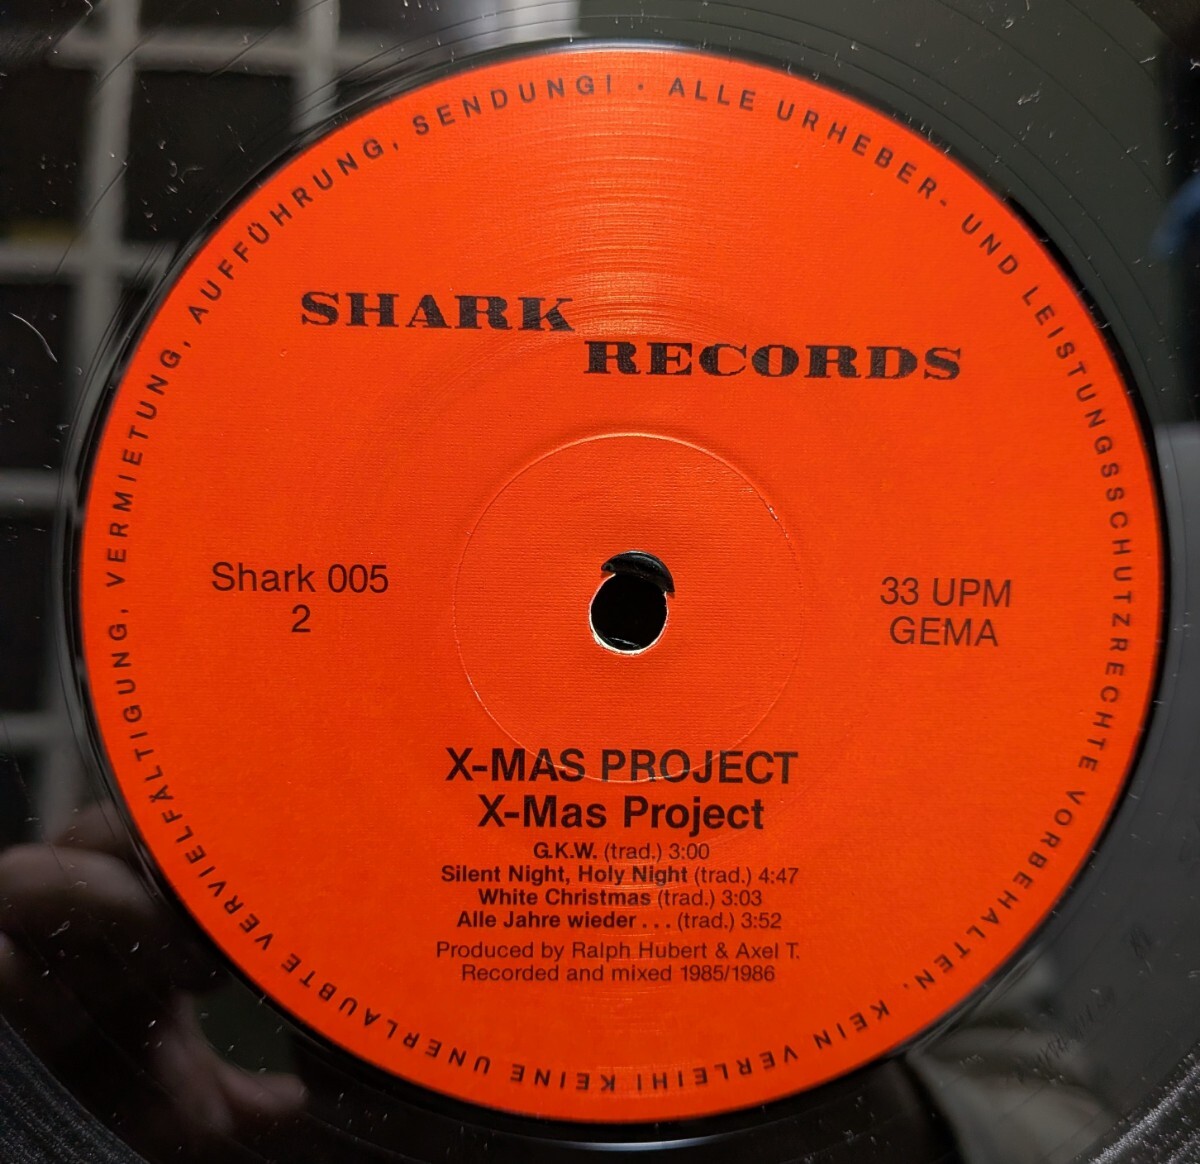 SHARK
RECORDS
Shark 005
2
33 UPM
GEMA
X-MAS PROJECT
X-Mas Project
G.K.W. (trad.) 3:00
Silent Night, Holy Night (trad.) 4:47
White Christmas (trad.) 3:03
Alle Jahre wieder . . . (trad.) 3:52
Produced by Ralph Hubert & Axel T.
Recorded and mixed 1985/1986
· ALLE URHEBER- UND LEISTUNGSSCHUTZRECHTE VORBEHALTEN, KEIN VERLEIH! KEINE UNERLAUBTE VERVIELFÄLTIGUNG, VERMIETUNG, AUFFÜHRUNG, SENDUNG!